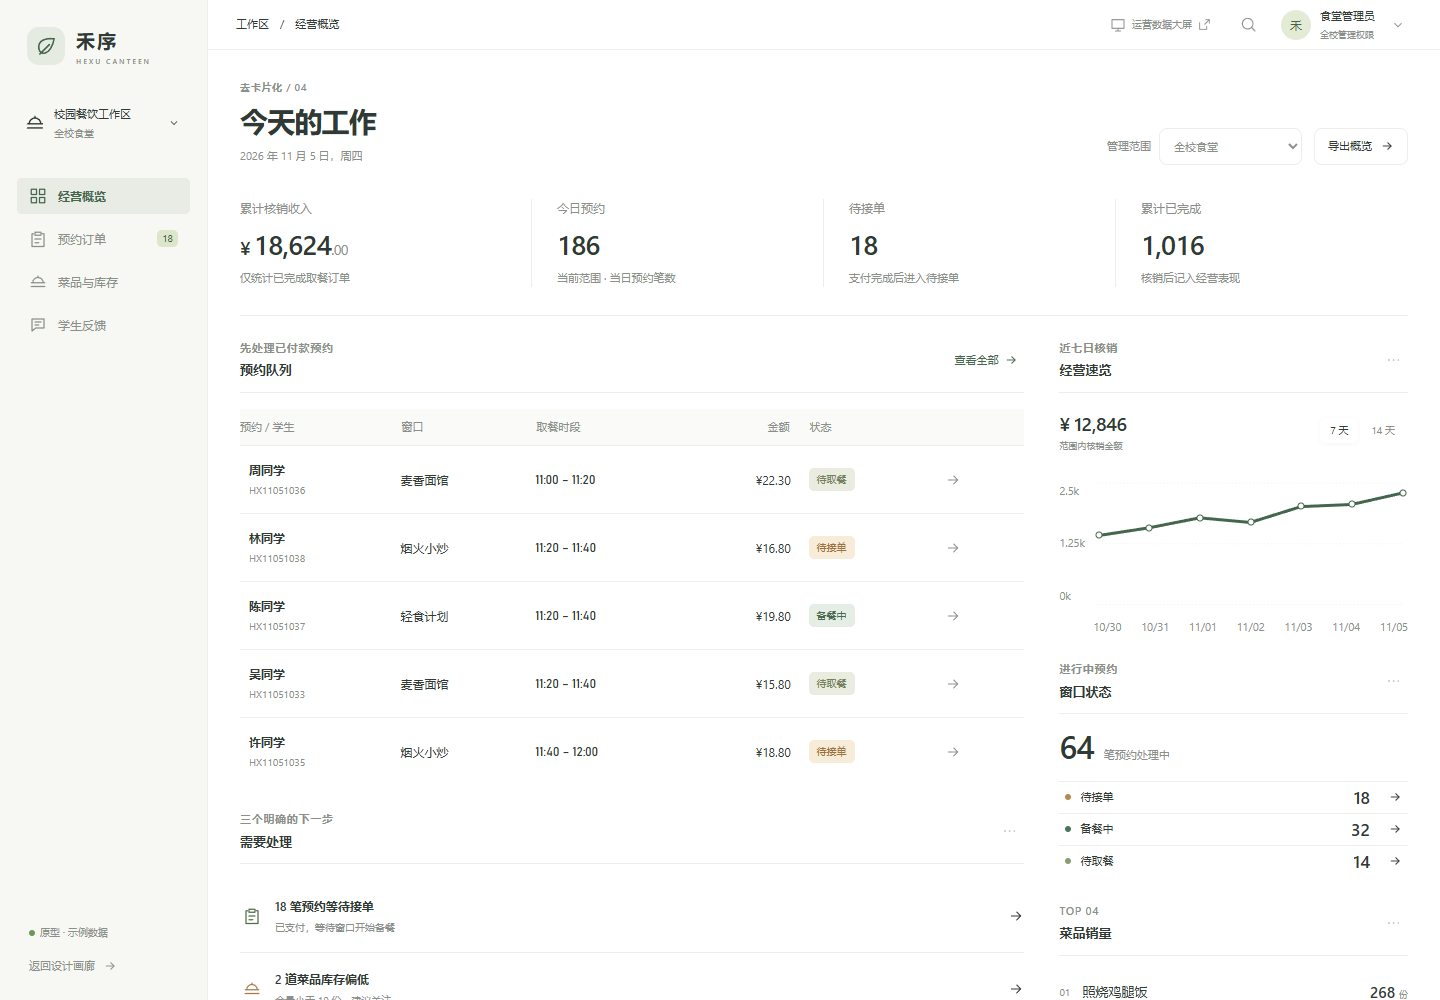 禾序
HEXU CANTEEN
校园餐饮工作区
全校食堂
经营概览
预约订单 18
菜品与库存
学生反馈
原型 · 示例数据
返回设计画廊 →
工作区 / 经营概览
运营数据大屏
禾
食堂管理员
全校管理权限
去卡片化 / 04
今天的工作
2026 年 11 月 5 日，周四
管理范围 全校食堂 导出概览 →
累计核销收入
¥ 18,624.00
仅统计已完成取餐订单
今日预约
186
当前范围 · 当日预约笔数
待接单
18
支付完成后进入待接单
累计已完成
1,016
核销后记入经营表现
先处理已付款预约
预约队列
查看全部 →
预约 / 学生 窗口 取餐时段 金额 状态
周同学
HX11051036
麦香面馆 11:00 – 11:20 ¥22.30 待取餐 →
林同学
HX11051038
烟火小炒 11:20 – 11:40 ¥16.80 待接单 →
陈同学
HX11051037
轻食计划 11:20 – 11:40 ¥19.80 备餐中 →
吴同学
HX11051033
麦香面馆 11:20 – 11:40 ¥15.80 待取餐 →
许同学
HX11051035
烟火小炒 11:40 – 12:00 ¥18.80 待接单 →
三个明确的下一步
需要处理
···
18 笔预约等待接单
已支付，等待窗口开始备餐
→
2 道菜品库存偏低
→
近七日核销
经营速览
···
¥ 12,846
范围内核销金额
7 天 14 天
2.5k
1.25k
0k
10/30 10/31 11/01 11/02 11/03 11/04 11/05
进行中预约
窗口状态
···
64 笔预约处理中
待接单 18 →
备餐中 32 →
待取餐 14 →
TOP 04
菜品销量
···
01 照烧鸡腿饭 268 份